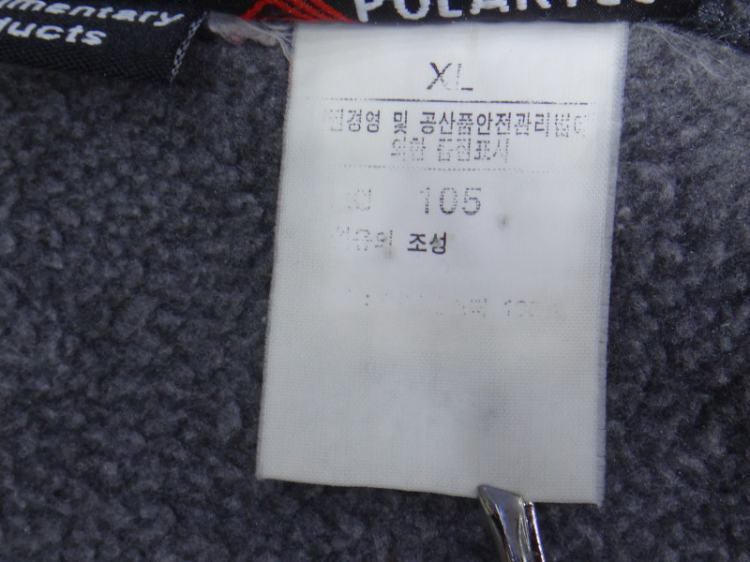 POLARTEC
mentary
ducts
XL
품질경영 및 공산품안전관리법에
의한 품질표시
105
섬유의 조성